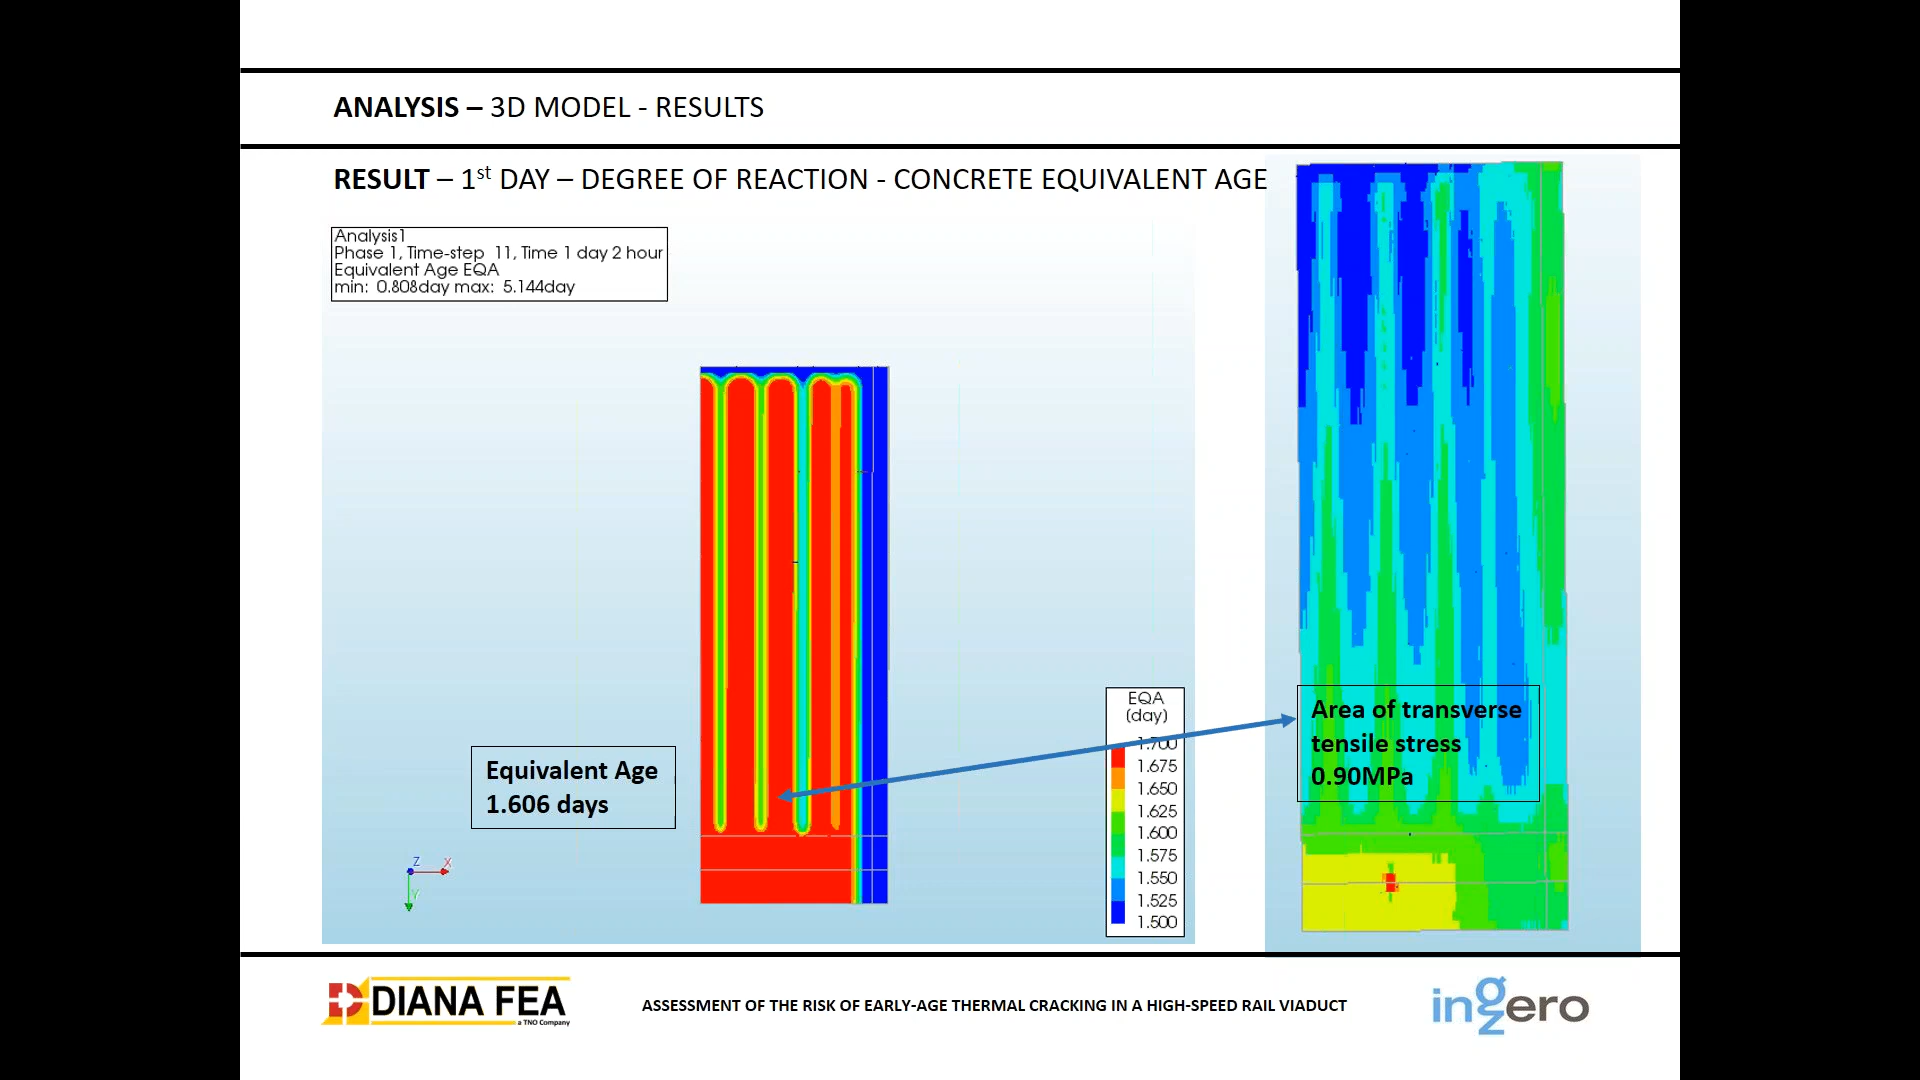 ANALYSIS – 3D MODEL - RESULTS
RESULT – 1st DAY – DEGREE OF REACTION - CONCRETE EQUIVALENT AGE
Analysis1
Phase 1, Time-step 11, Time 1 day 2 hour
Equivalent Age EQA
min: 0.808day max: 5.144day
EQA
(day)
1.700
1.675
1.650
1.625
1.600
1.575
1.550
1.525
1.500
Area of transverse
tensile stress
0.90MPa
Equivalent Age
1.606 days
Z
X
Y
DIANA FEA
a TNO Company
ASSESSMENT OF THE RISK OF EARLY-AGE THERMAL CRACKING IN A HIGH-SPEED RAIL VIADUCT
ingzero